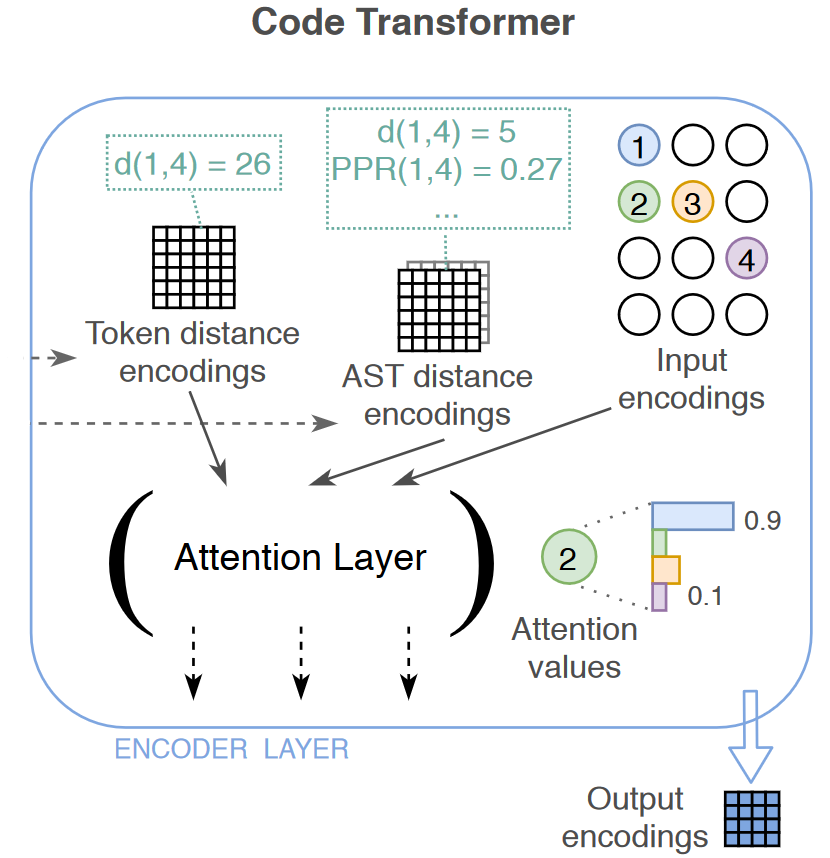 Code Transformer
d(1,4) = 26
d(1,4) = 5
PPR(1,4) = 0.27
...
1
2
3
4
Token distance
encodings
AST distance
encodings
Input
encodings
( Attention Layer )
2
0.9
0.1
Attention
values
ENCODER LAYER
Output
encodings